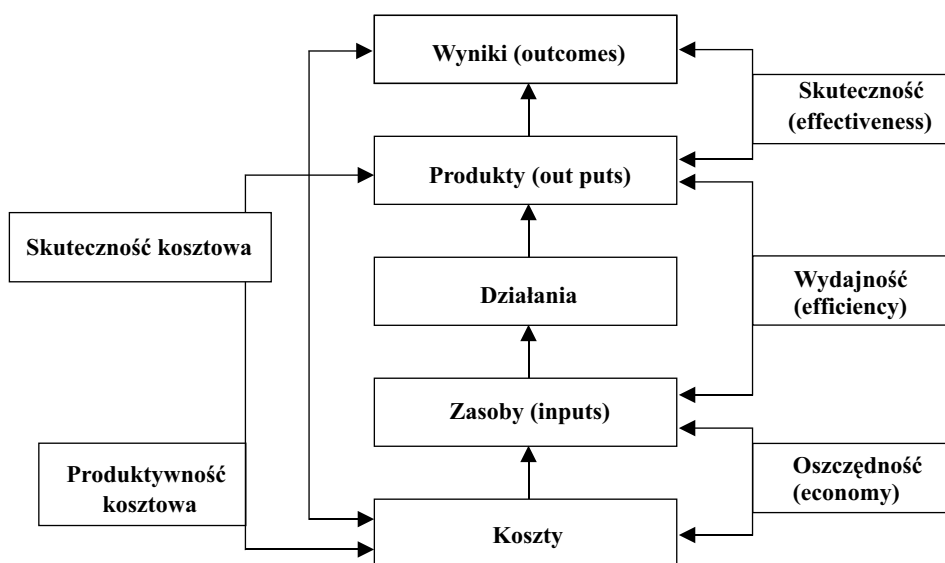 Wyniki (outcomes)
Skuteczność
(effectiveness)
Produkty (out puts)
Skuteczność kosztowa
Działania
Wydajność
(efficiency)
Zasoby (inputs)
Produktywność
kosztowa
Oszczędność
(economy)
Koszty